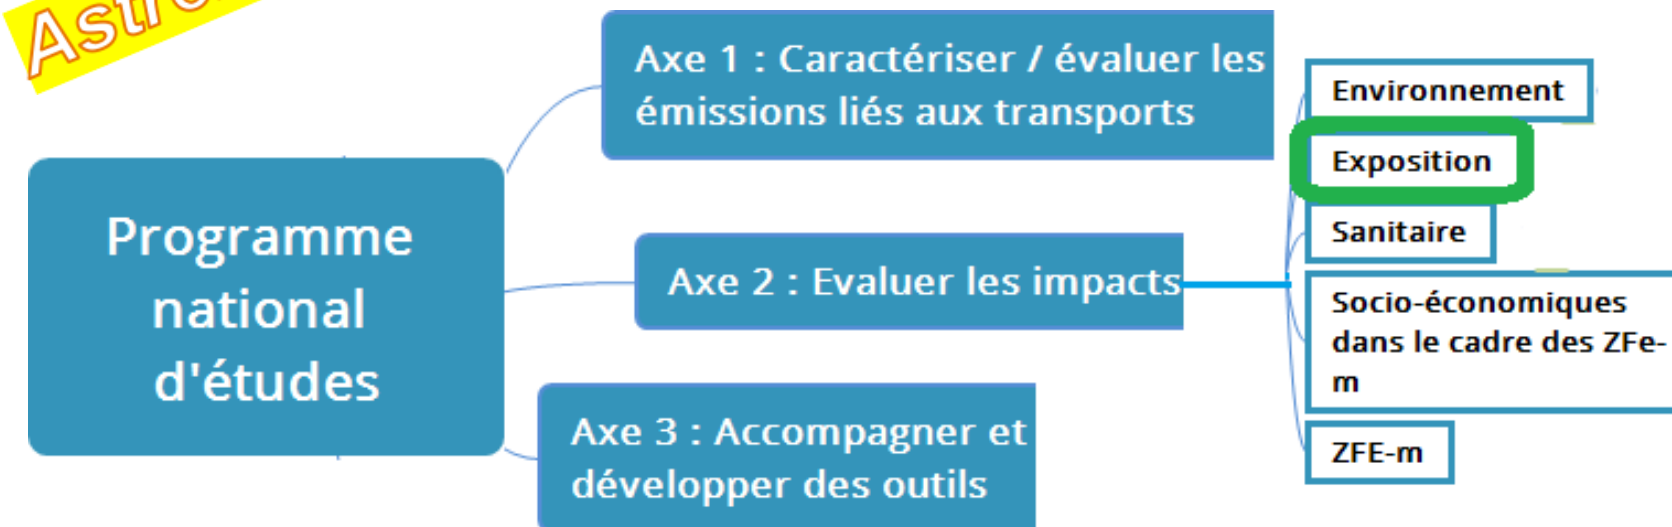 Programme
national
d'études
Axe 1 : Caractériser / évaluer les
émissions liés aux transports
Axe 2 : Evaluer les impacts
Environnement
Exposition
Sanitaire
Socio-économiques
dans le cadre des ZFe-
m
ZFE-m
Axe 3 : Accompagner et
développer des outils